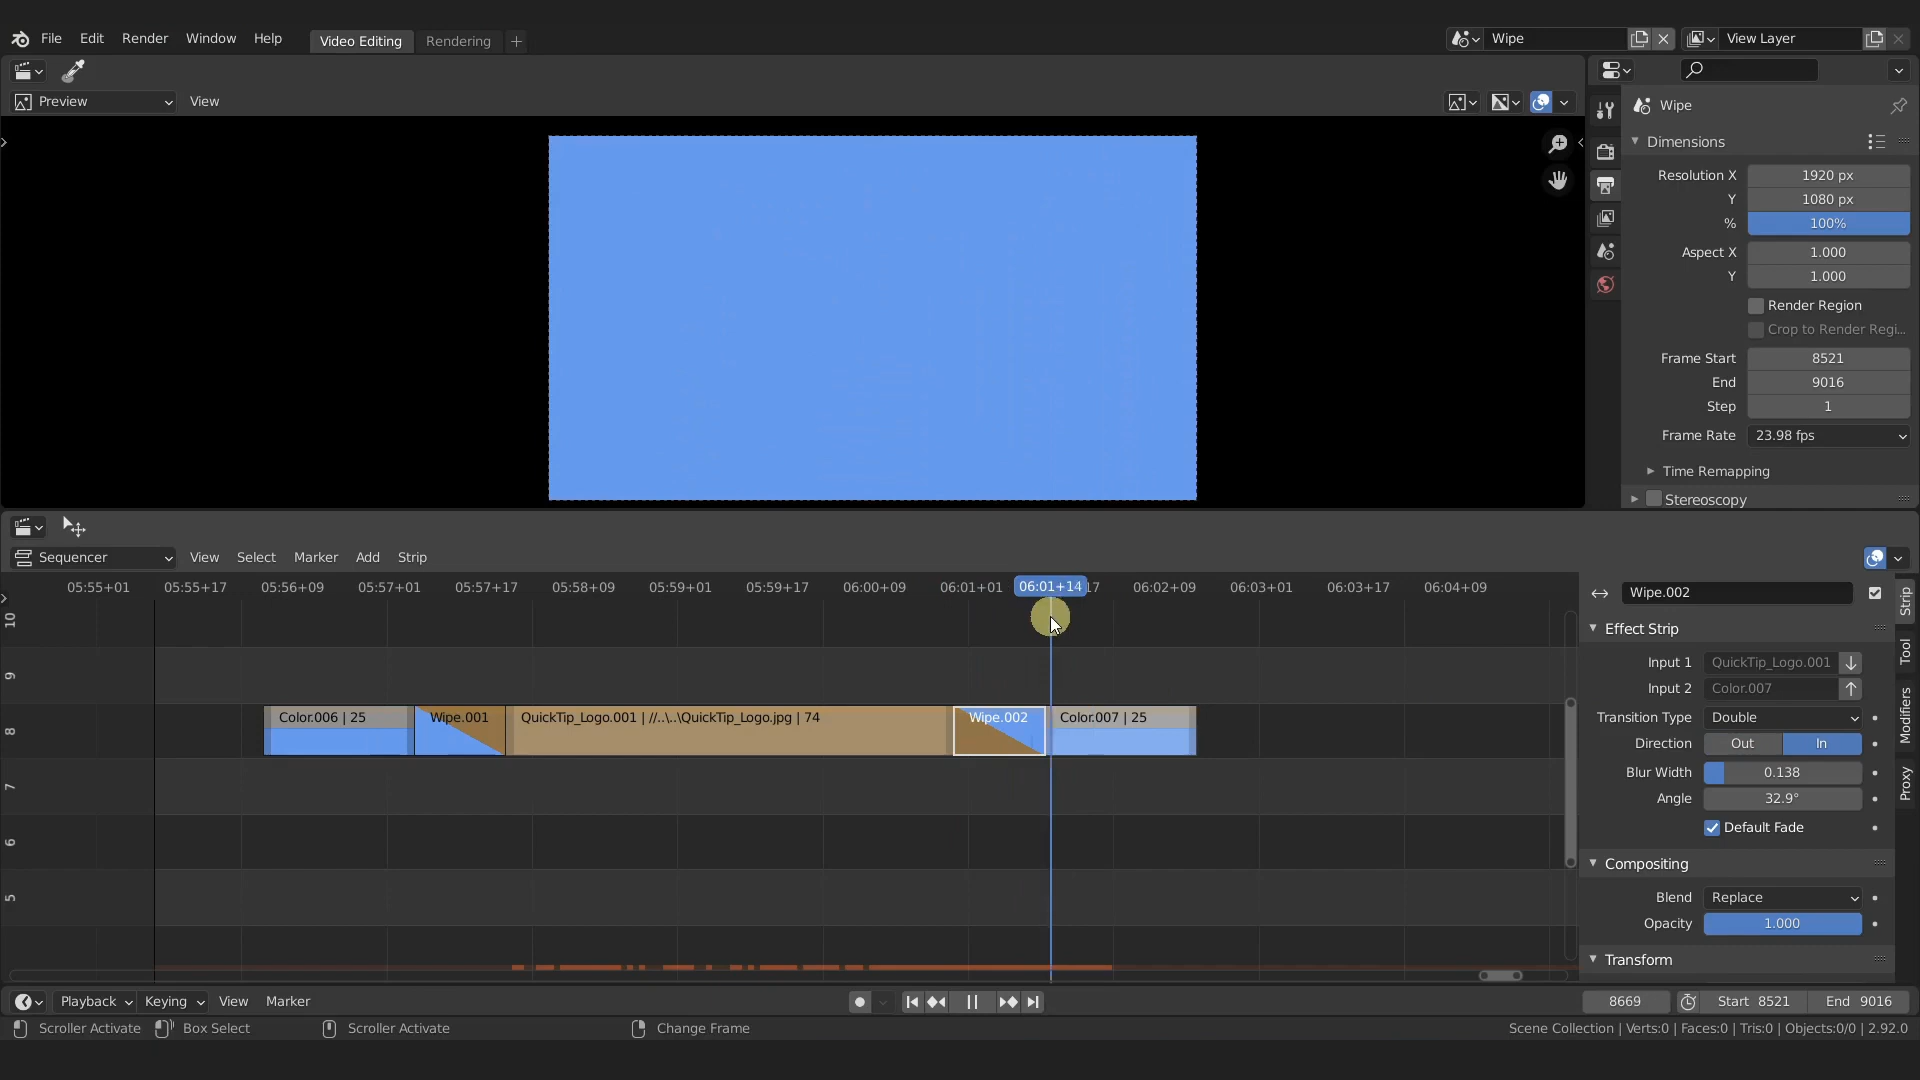 File Edit Render Window Help Video Editing Rendering + Wipe View Layer
Preview View
Wipe
Dimensions
Resolution X 1920 px
Y 1080 px
% 100%
Aspect X 1.000
Y 1.000
Render Region
Crop to Render Regi...
Frame Start 8521
End 9016
Step 1
Frame Rate 23.98 fps
Time Remapping
Stereoscopy
Sequencer View Select Marker Add Strip
05:55+01 05:55+17 05:56+09 05:57+01 05:57+17 05:58+09 05:59+01 05:59+17 06:00+09 06:01+01 06:01+14 17 06:02+09 06:03+01 06:03+17 06:04+09
10
9
8
7
6
5
Color.006 | 25 Wipe.001 QuickTip_Logo.001 | //..\..\QuickTip_Logo.jpg | 74 Wipe.002 Color.007 | 25
Wipe.002
Effect Strip
Input 1 QuickTip_Logo.001
Input 2 Color.007
Transition Type Double
Direction Out In
Blur Width 0.138
Angle 32.9°
Default Fade
Compositing
Blend Replace
Opacity 1.000
Transform
Strip
Tool
Modifiers
Proxy
Playback Keying View Marker 8669 Start 8521 End 9016
Scroller Activate Box Select Scroller Activate Change Frame Scene Collection | Verts:0 | Faces:0 | Tris:0 | Objects:0/0 | 2.92.0